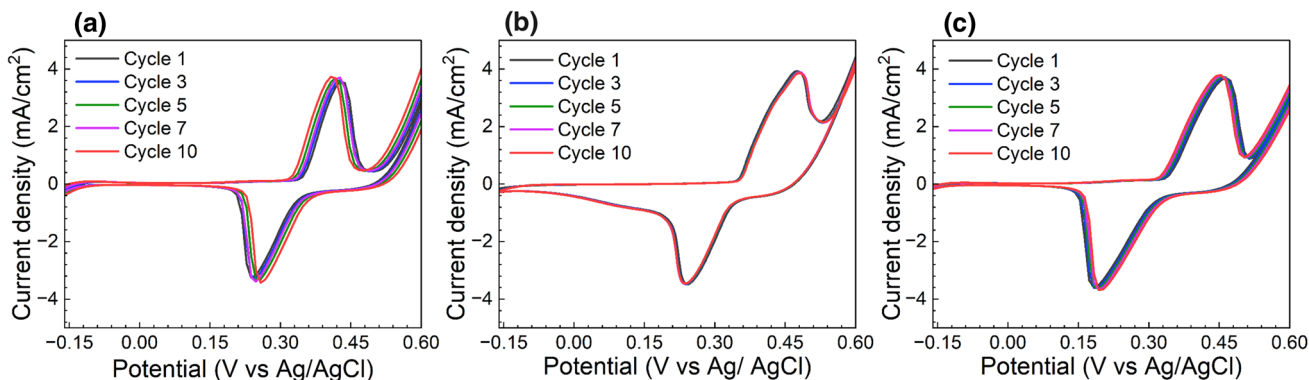 (a)
Current density (mA/cm²)
4
2
0
−2
−4
Cycle 1
Cycle 3
Cycle 5
Cycle 7
Cycle 10
−0.15 0.00 0.15 0.30 0.45 0.60
Potential (V vs Ag/AgCl)
(b)
Current density (mA/cm²)
4
2
0
−2
−4
Cycle 1
Cycle 3
Cycle 5
Cycle 7
Cycle 10
−0.15 0.00 0.15 0.30 0.45 0.60
Potential (V vs Ag/ AgCl)
(c)
Current density (mA/cm²)
4
2
0
−2
−4
Cycle 1
Cycle 3
Cycle 5
Cycle 7
Cycle 10
−0.15 0.00 0.15 0.30 0.45 0.60
Potential (V vs Ag/AgCl)